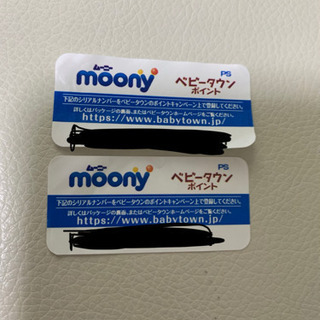 ムーニー
moony
PS
ベビータウン
ポイント
下記のシリアルナンバーをベビータウンのポイントキャンペーン上で登録してください。
詳しくはパッケージの裏面、またはベビータウンホームページをご覧ください。
https://www.babytown.jp/
ムーニー
moony
PS
ベビータウン
ポイント
下記のシリアルナンバーをベビータウンのポイントキャンペーン上で登録してください。
詳しくはパッケージの裏面、またはベビータウンホームページをご覧ください。
https://www.babytown.jp/